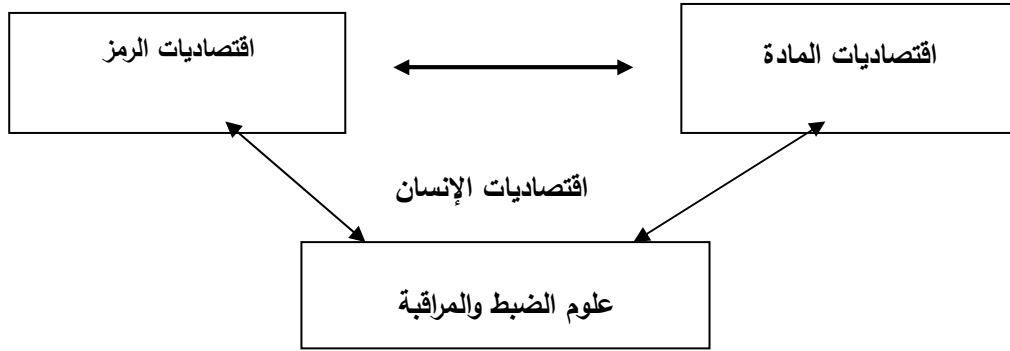 اقتصاديات المادة
اقتصاديات الرمز
اقتصاديات الإنسان
علوم الضبط والمراقبة